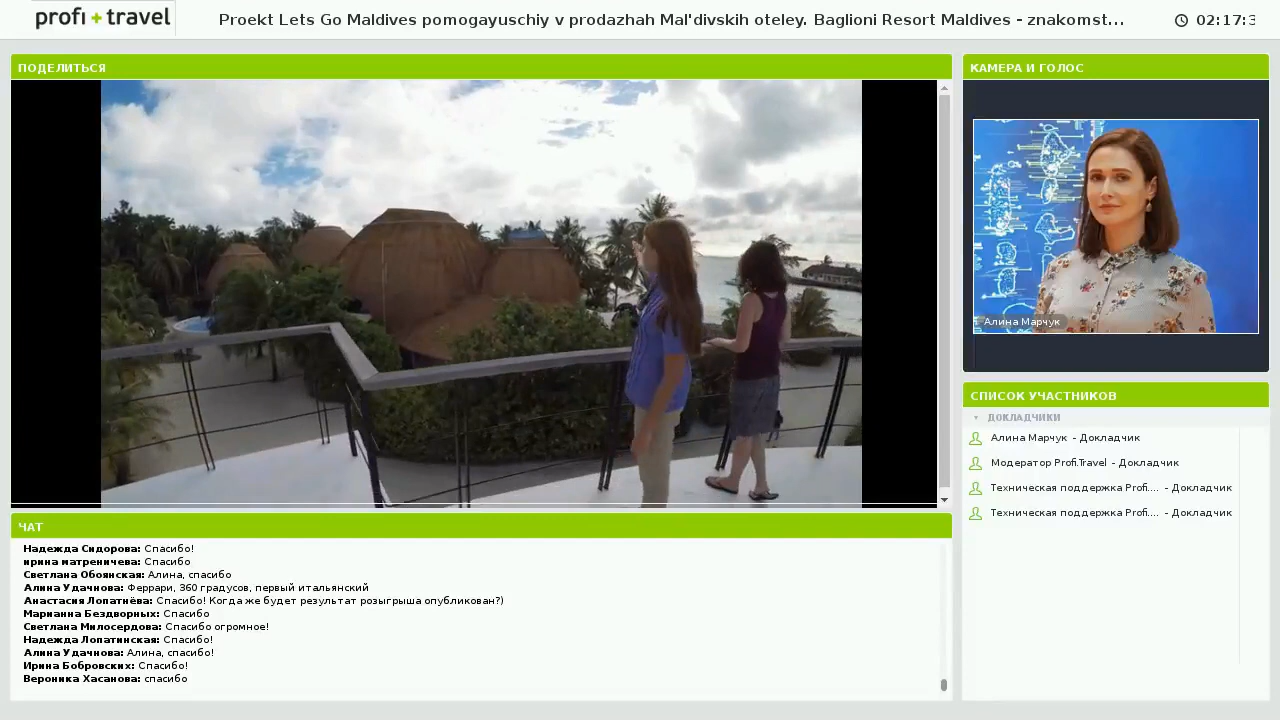 profi + travel
Proekt Lets Go Maldives pomogayuschiy v prodazhah Mal'divskih oteley. Baglioni Resort Maldives - znakomst...
02:17:3
ПОДЕЛИТЬСЯ
КАМЕРА И ГОЛОС
Алина Марчук
СПИСОК УЧАСТНИКОВ
ДОКЛАДЧИКИ
Алина Марчук - Докладчик
Модератор Profi.Travel - Докладчик
Техническая поддержка Profi.... - Докладчик
Техническая поддержка Profi.... - Докладчик
ЧАТ
Надежда Сидорова: Спасибо!
ирина матреничева: Спасибо
Светлана Обоянская: Алина, спасибо
Алина Удачнова: Феррари, 360 градусов, первый итальянский
Анастасия Лопатнёва: Спасибо! Когда же будет результат розыгрыша опубликован?)
Марианна Бездворных: Спасибо
Светлана Милосердова: Спасибо огромное!
Надежда Лопатинская: Спасибо!
Алина Удачнова: Алина, спасибо!
Ирина Бобровских: Спасибо!
Вероника Хасанова: спасибо